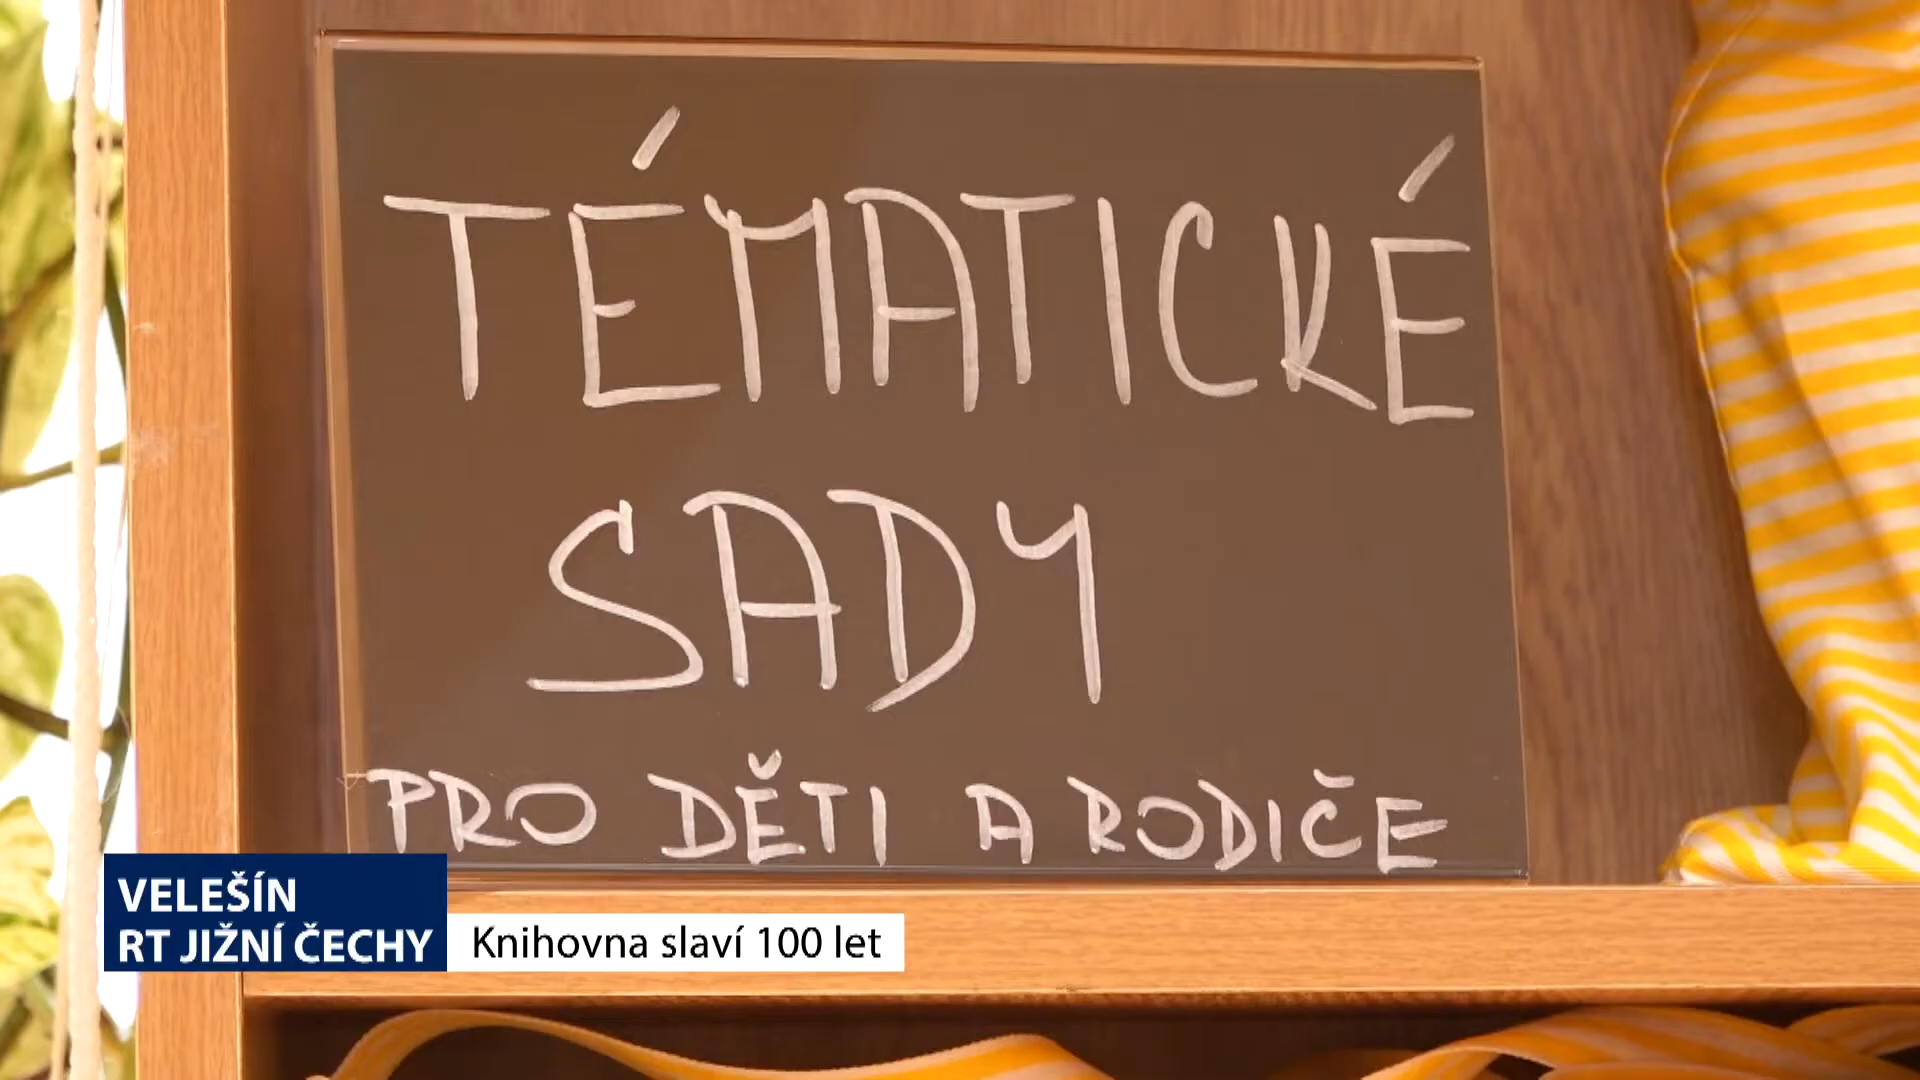 TÉMATICKÉ
SADY
PRO DĚTI A RODIČE
VELEŠÍN
RT JIŽNÍ ČECHY
Knihovna slaví 100 let